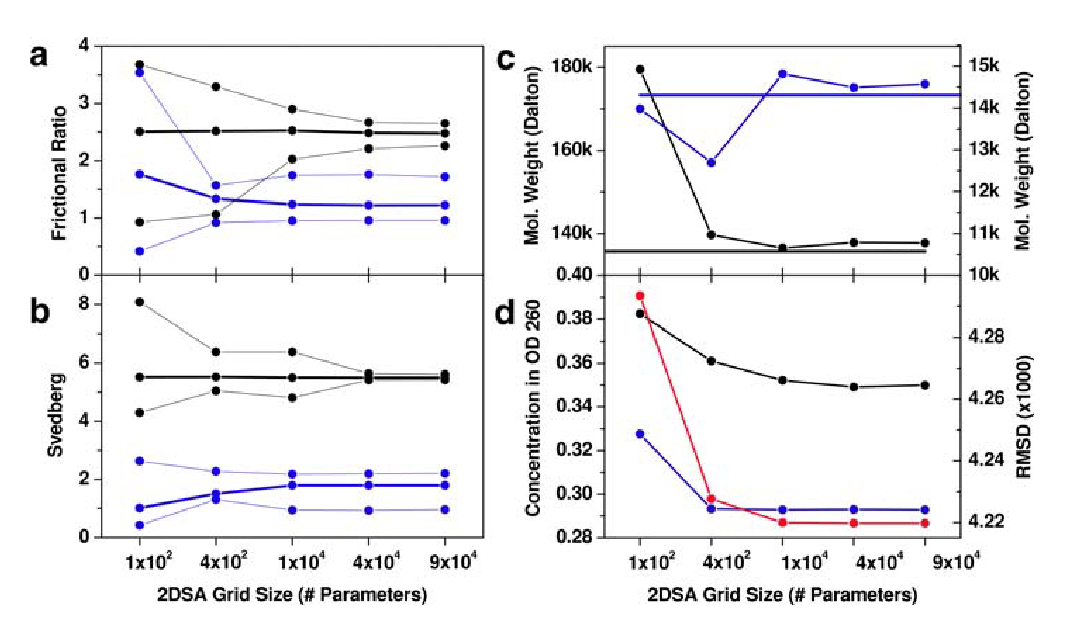 a
4
3
2
1
0
Frictional Ratio
b
8
6
4
2
0
Svedberg
1x10² 4x10² 1x10⁴ 4x10⁴ 9x10⁴
2DSA Grid Size (# Parameters)
c
180k
160k
140k
Mol. Weight (Dalton)
15k
14k
13k
12k
11k
10k
Mol. Weight (Dalton)
d
0.40
0.38
0.36
0.34
0.32
0.30
0.28
Concentration in OD 260
4.28
4.26
4.24
4.22
RMSD (x1000)
1x10² 4x10² 1x10⁴ 4x10⁴ 9x10⁴
2DSA Grid Size (# Parameters)